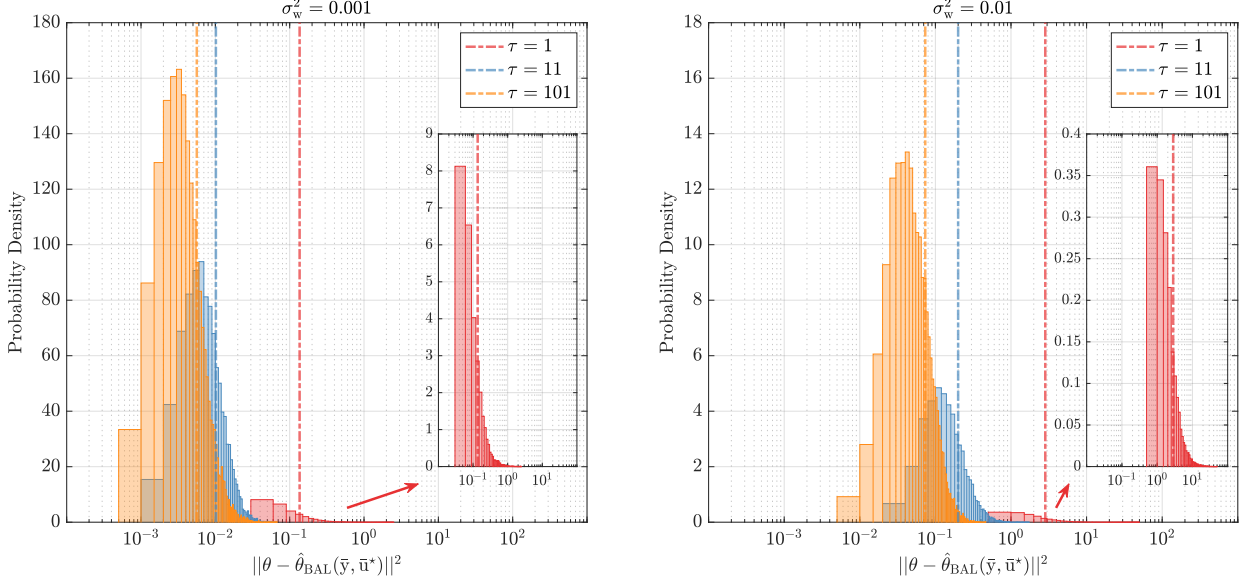 σ_w^2 = 0.001
180
160
140
120
100
80
60
40
20
0
Probability Density
τ = 1
τ = 11
τ = 101
9
8
7
6
5
4
3
2
1
0
10^-1 10^0 10^1
10^-3 10^-2 10^-1 10^0 10^1 10^2
||θ − θ̂_BAL(ȳ, ū*)||^2
σ_w^2 = 0.01
18
16
14
12
10
8
6
4
2
0
Probability Density
τ = 1
τ = 11
τ = 101
0.4
0.35
0.3
0.25
0.2
0.15
0.1
0.05
0
10^-1 10^0 10^1
10^-3 10^-2 10^-1 10^0 10^1 10^2
||θ − θ̂_BAL(ȳ, ū*)||^2